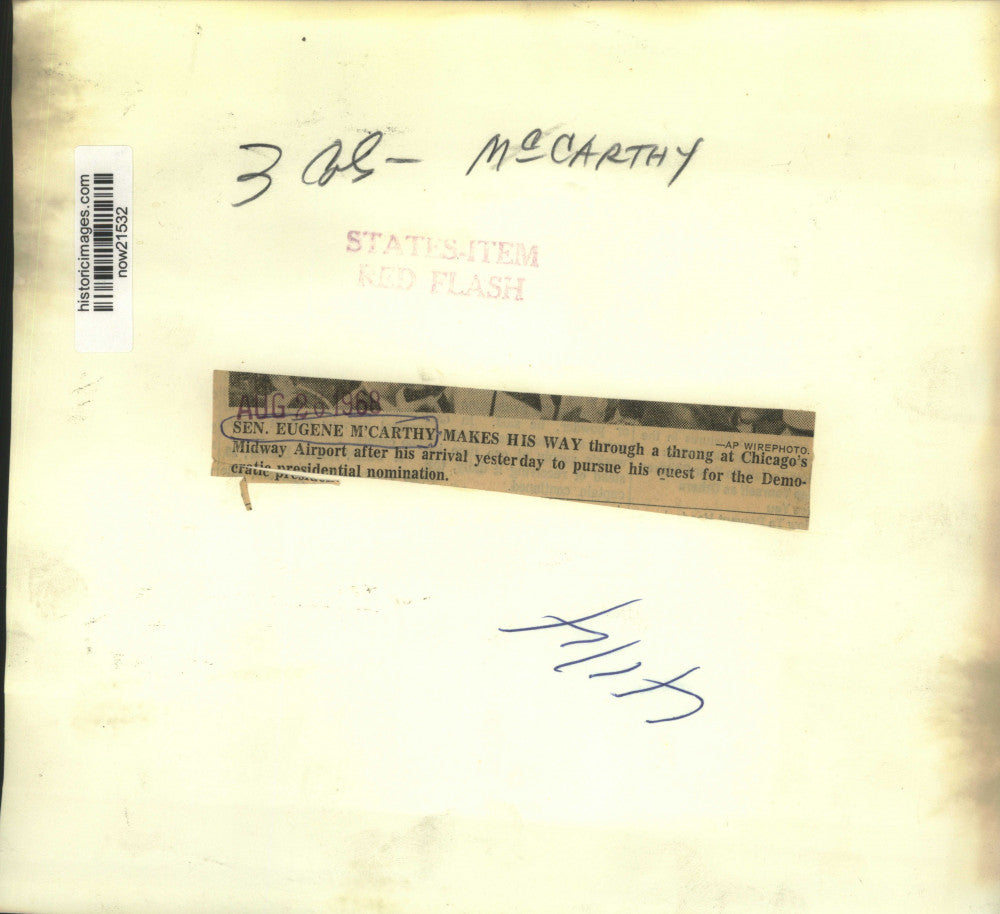 3 Cols — McCARTHY
historicimages.com
now21532
STATES-ITEM
RED FLASH
AUG 26 1968
—AP WIREPHOTO.
SEN. EUGENE M'CARTHY MAKES HIS WAY through a throng at Chicago's
Midway Airport after his arrival yesterday to pursue his quest for the Demo-
cratic presidential nomination.